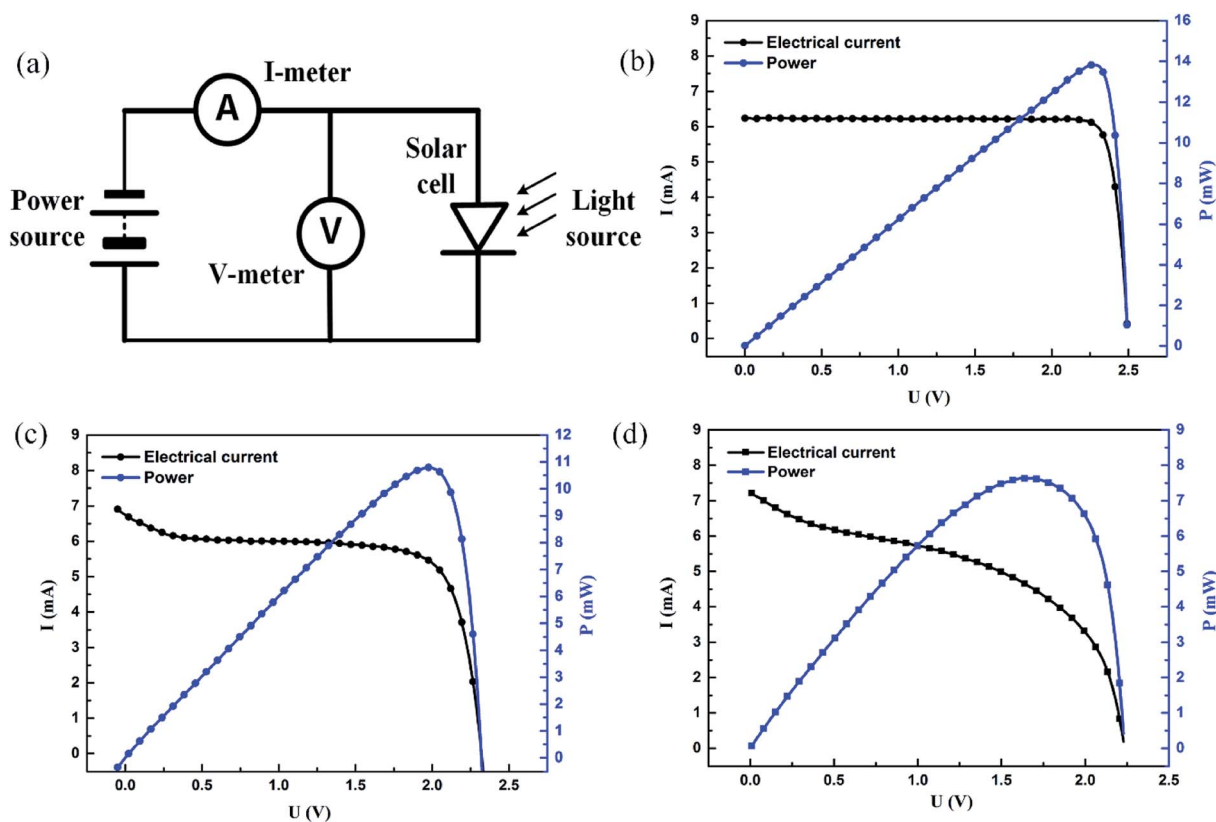 (a)
I-meter
A
Power
source
V
V-meter
Solar
cell
Light
source
(b)
Electrical current
Power
9
8
7
6
5
4
3
2
1
0
I (mA)
16
14
12
10
8
6
4
2
0
P (mW)
0.0 0.5 1.0 1.5 2.0 2.5
U (V)
(c)
Electrical current
Power
9
8
7
6
5
4
3
2
1
0
I (mA)
12
11
10
9
8
7
6
5
4
3
2
1
0
P (mW)
0.0 0.5 1.0 1.5 2.0 2.5
U (V)
(d)
Electrical current
Power
9
8
7
6
5
4
3
2
1
0
I (mA)
9
8
7
6
5
4
3
2
1
0
P (mW)
0.0 0.5 1.0 1.5 2.0 2.5
U (V)